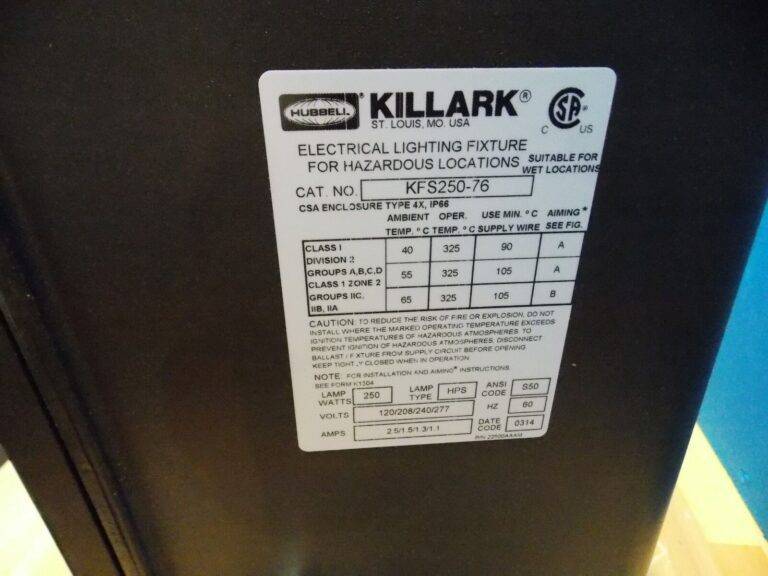 HUBBELL ® KILLARK®
ST. LOUIS, MO. USA
SA ®
C US
ELECTRICAL LIGHTING FIXTURE
FOR HAZARDOUS LOCATIONS
SUITABLE FOR
WET LOCATIONS
CAT. NO. KFS250-76
CSA ENCLOSURE TYPE 4X, IP66
AMBIENT OPER. USE MIN. °C AIMING*
TEMP. °C TEMP. °C SUPPLY WIRE SEE FIG.
CLASS I
DIVISION 2
GROUPS A,B,C,D
CLASS 1 ZONE 2
GROUPS IIC,
IIB, IIA
40 325 90 A
55 325 105 A
65 325 105 B
CAUTION: TO REDUCE THE RISK OF FIRE OR EXPLOSION, DO NOT
INSTALL WHERE THE MARKED OPERATING TEMPERATURE EXCEEDS
IGNITION TEMPERATURES OF HAZARDOUS ATMOSPHERES. TO
PREVENT IGNITION OF HAZARDOUS ATMOSPHERES, DISCONNECT
BALLAST / FIXTURE FROM SUPPLY CIRCUIT BEFORE OPENING.
KEEP TIGHTLY CLOSED WHEN IN OPERATION.
NOTE: FOR INSTALLATION AND AIMING* INSTRUCTIONS,
SEE FORM K1304
LAMP WATTS 250 LAMP TYPE HPS ANSI CODE S50
VOLTS 120/208/240/277 HZ 60
AMPS 2.5/1.5/1.3/1.1 DATE CODE 0314